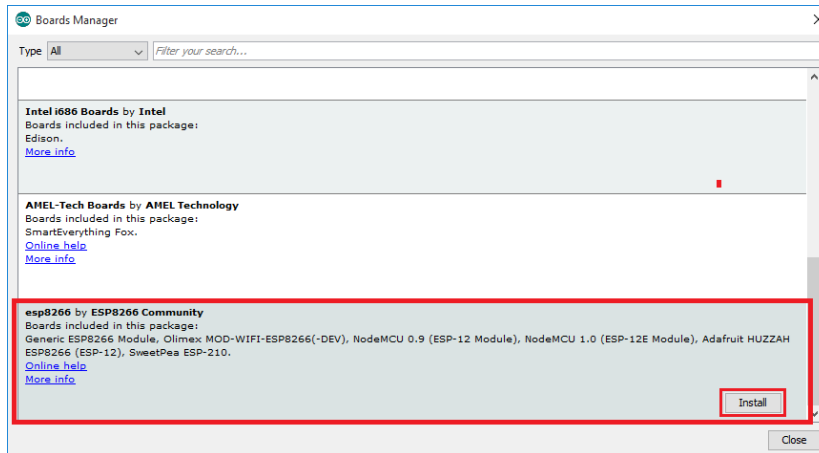 Boards Manager
Type All Filter your search...
Intel i686 Boards by Intel
Boards included in this package:
Edison.
More info
AMEL-Tech Boards by AMEL Technology
Boards included in this package:
SmartEverything Fox.
Online help
More info
esp8266 by ESP8266 Community
Boards included in this package:
Generic ESP8266 Module, Olimex MOD-WIFI-ESP8266(-DEV), NodeMCU 0.9 (ESP-12 Module), NodeMCU 1.0 (ESP-12E Module), Adafruit HUZZAH
ESP8266 (ESP-12), SweetPea ESP-210.
Online help
More info
Install
Close